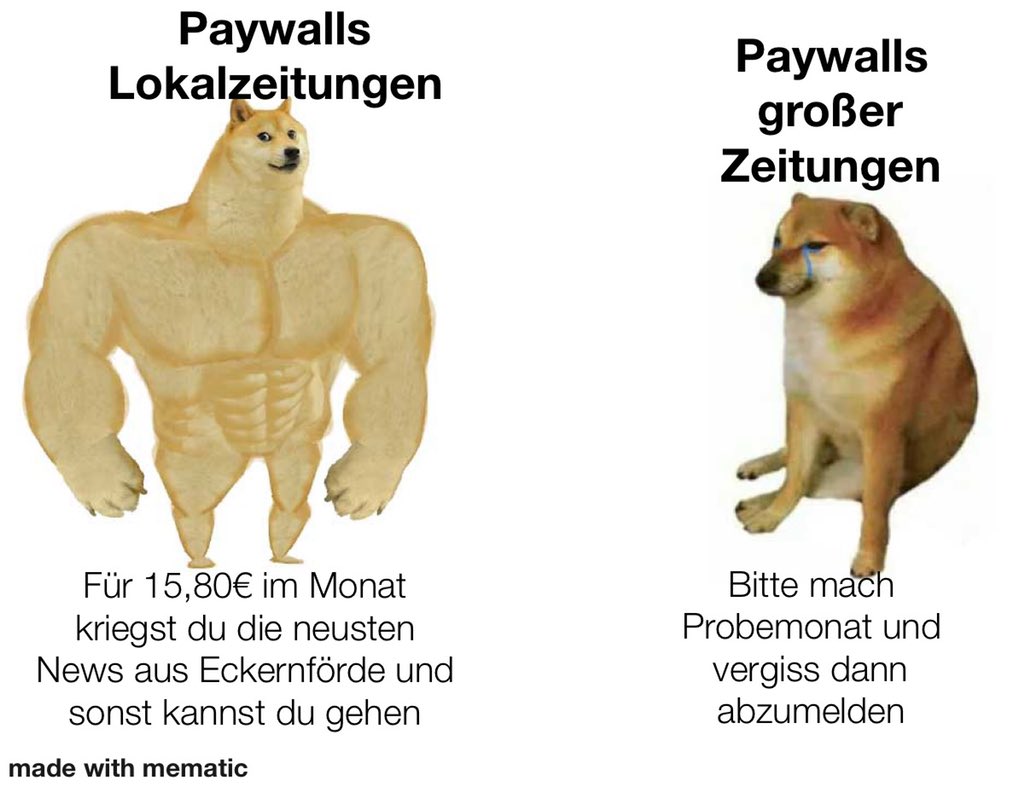 Paywalls
Lokalzeitungen
Paywalls
großer
Zeitungen
Für 15,80€ im Monat
kriegst du die neusten
News aus Eckernförde und
sonst kannst du gehen
Bitte mach
Probemonat und
vergiss dann
abzumelden
made with mematic